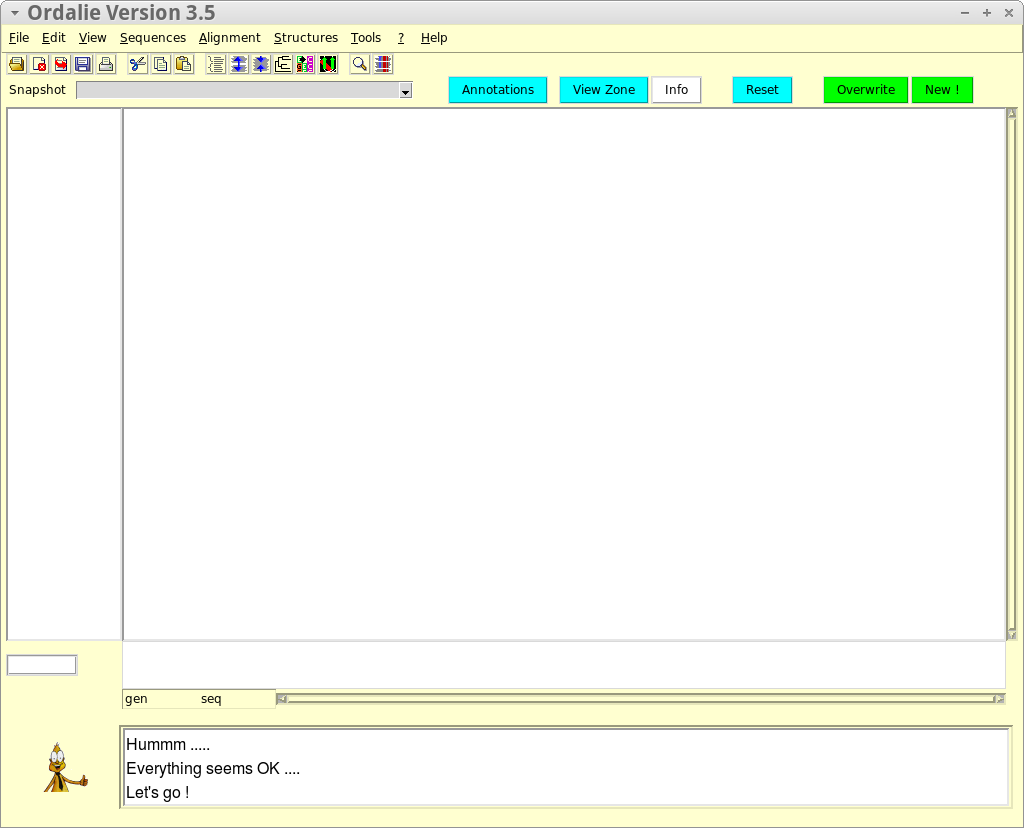 Ordalie Version 3.5
File Edit View Sequences Alignment Structures Tools ? Help
Snapshot Annotations View Zone Info Reset Overwrite New !
gen seq
Hummm .....
Everything seems OK ....
Let's go !